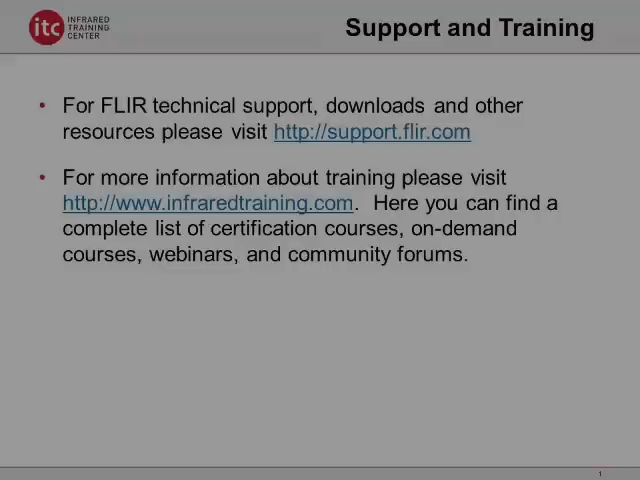 itc INFRARED
TRAINING
CENTER
Support and Training
• For FLIR technical support, downloads and other
resources please visit http://support.flir.com
• For more information about training please visit
http://www.infraredtraining.com. Here you can find a
complete list of certification courses, on-demand
courses, webinars, and community forums.
1